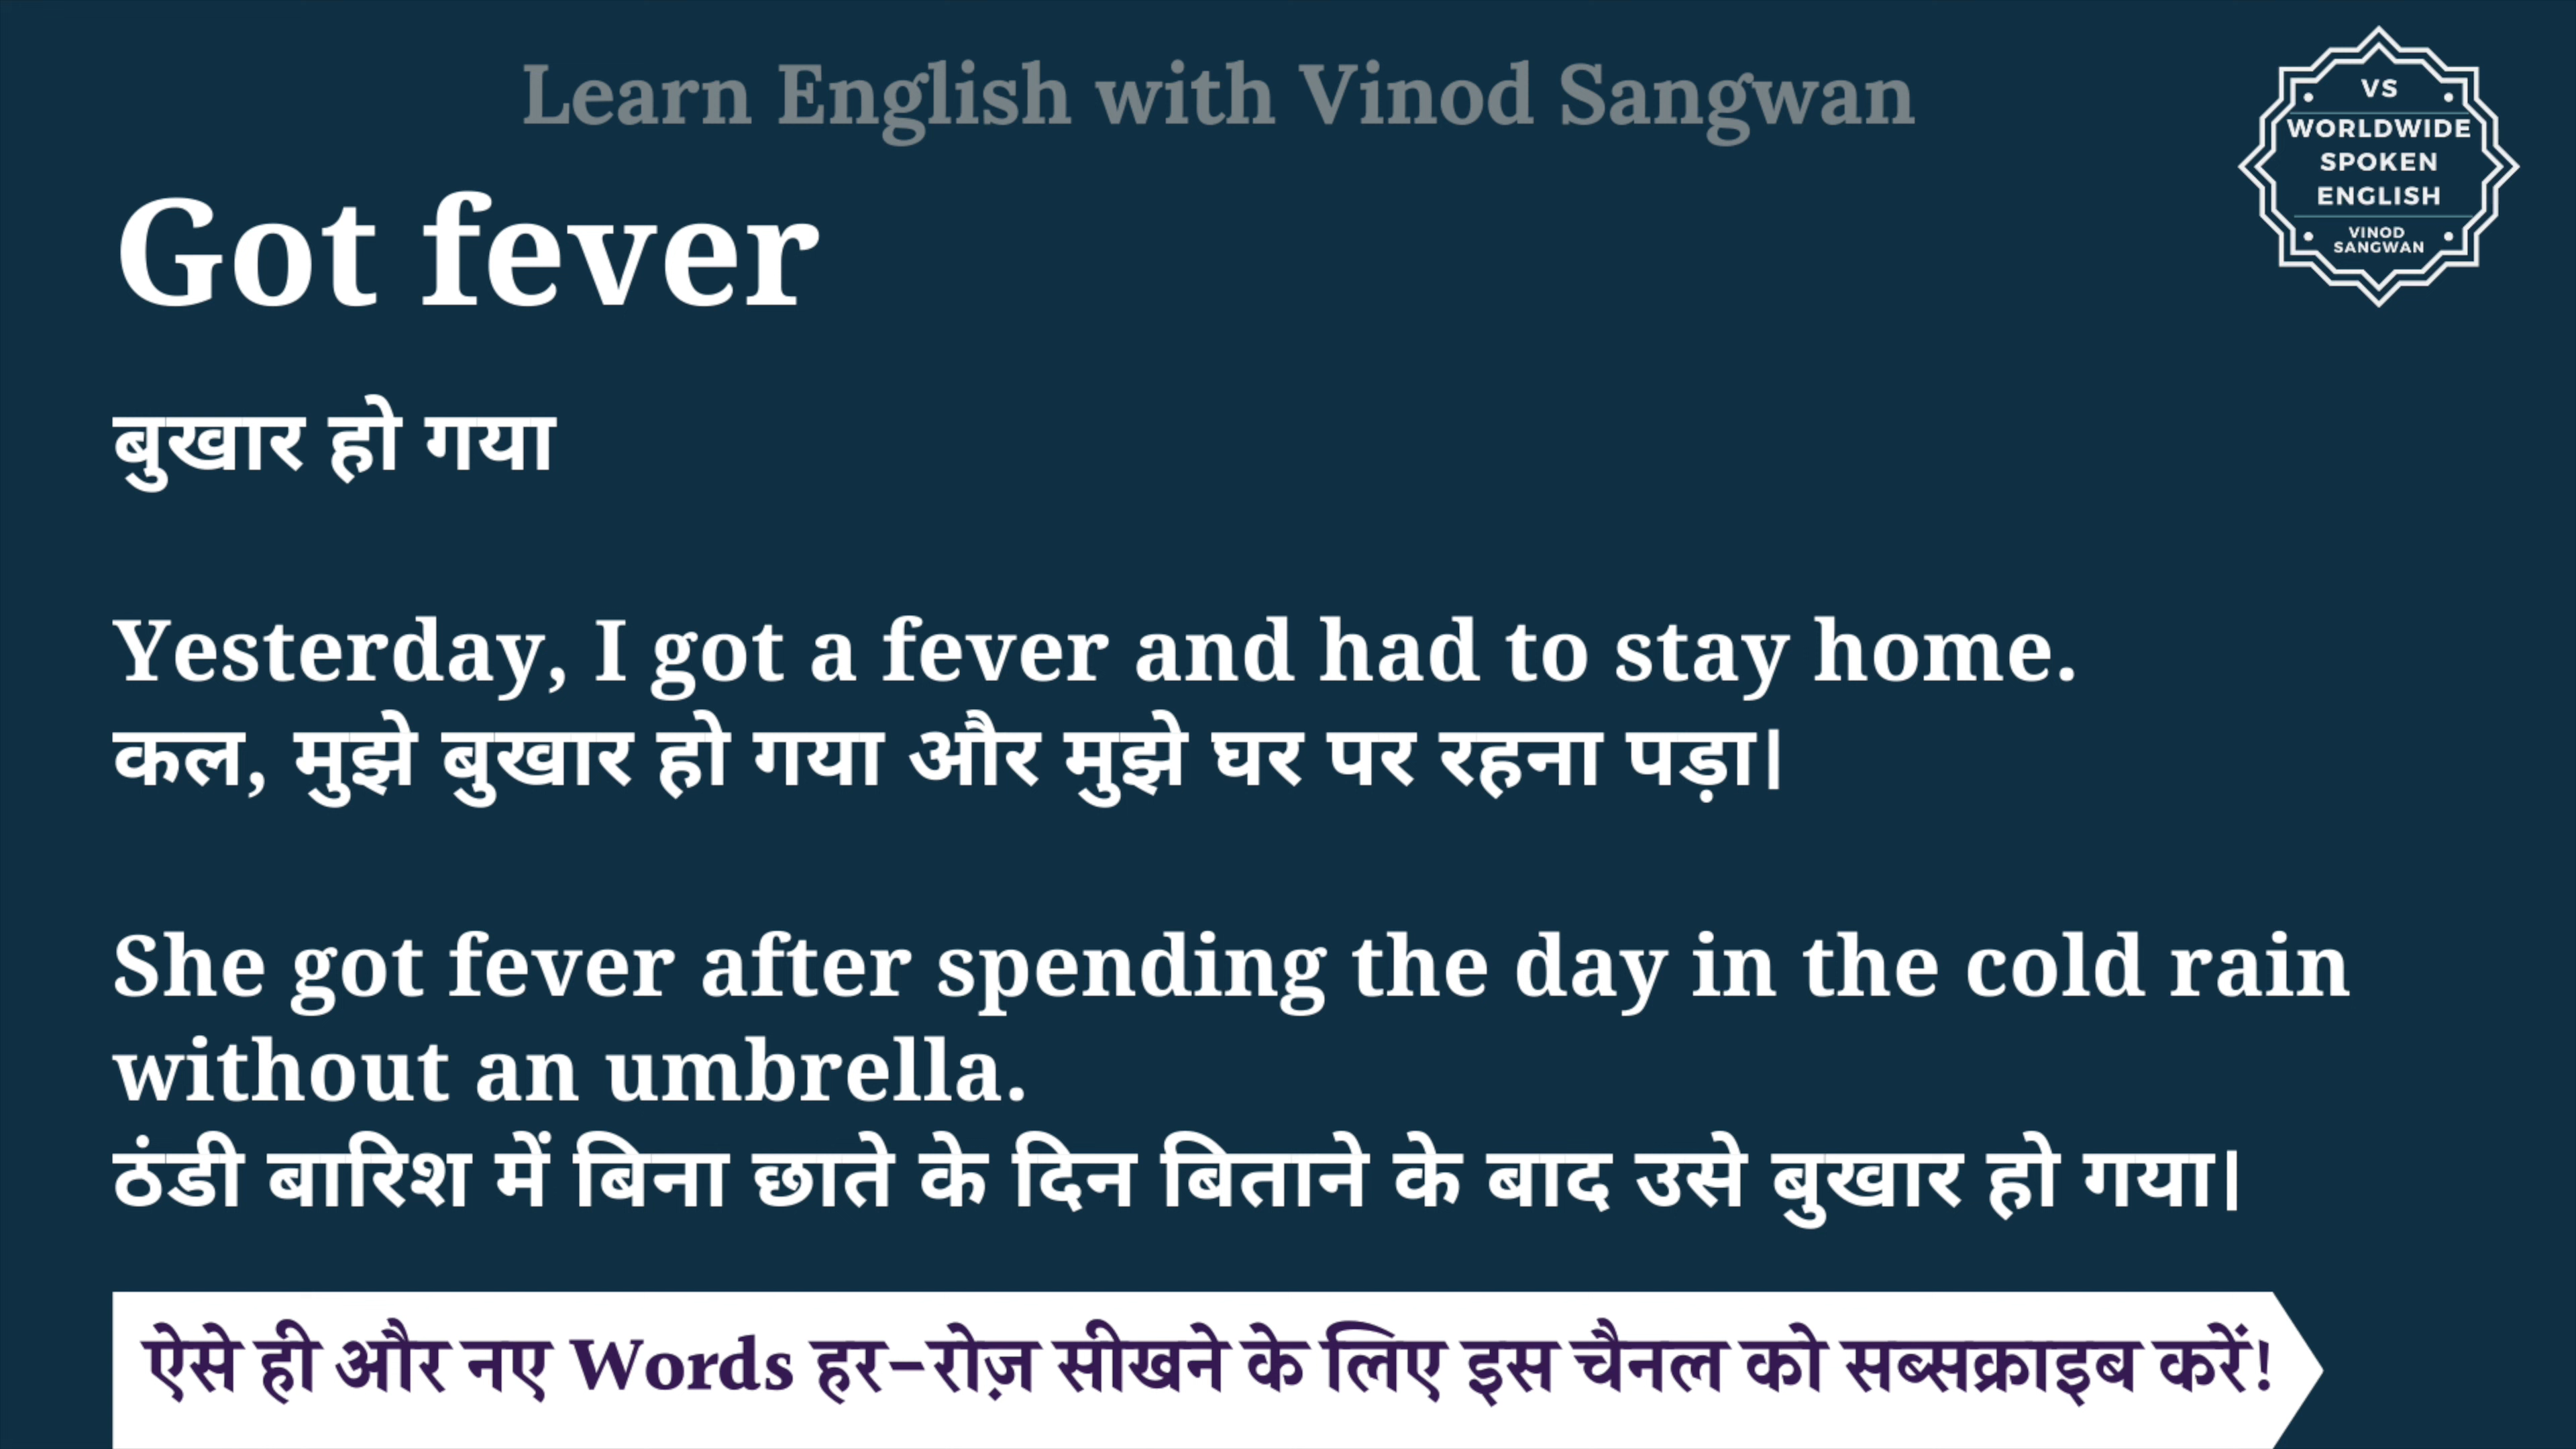 Learn English with Vinod Sangwan
VS
WORLDWIDE
SPOKEN
ENGLISH
VINOD
SANGWAN
Got fever
बुखार हो गया
Yesterday, I got a fever and had to stay home.
कल, मुझे बुखार हो गया और मुझे घर पर रहना पड़ा।
She got fever after spending the day in the cold rain
without an umbrella.
ठंडी बारिश में बिना छाते के दिन बिताने के बाद उसे बुखार हो गया।
ऐसे ही और नए Words हर-रोज़ सीखने के लिए इस चैनल को सब्सक्राइब करें!